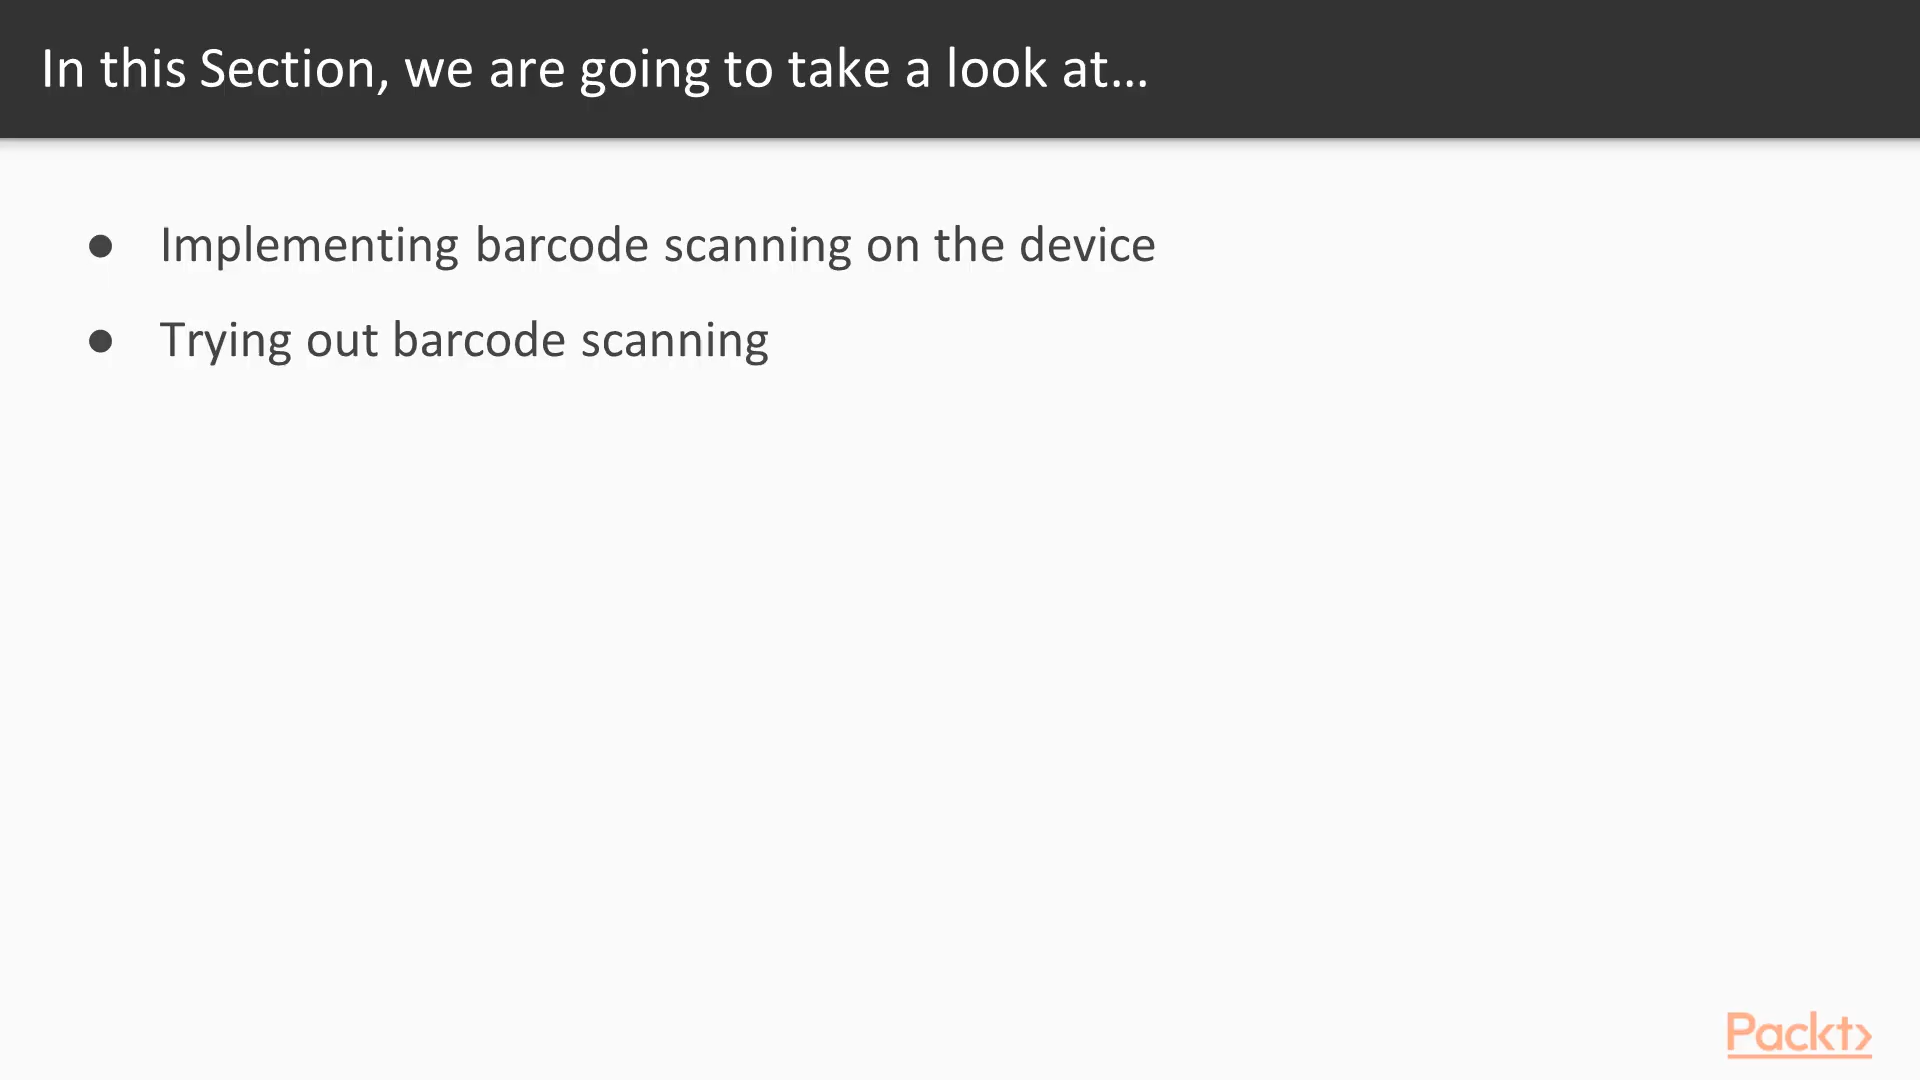 In this Section, we are going to take a look at...
● Implementing barcode scanning on the device
● Trying out barcode scanning
Packt>